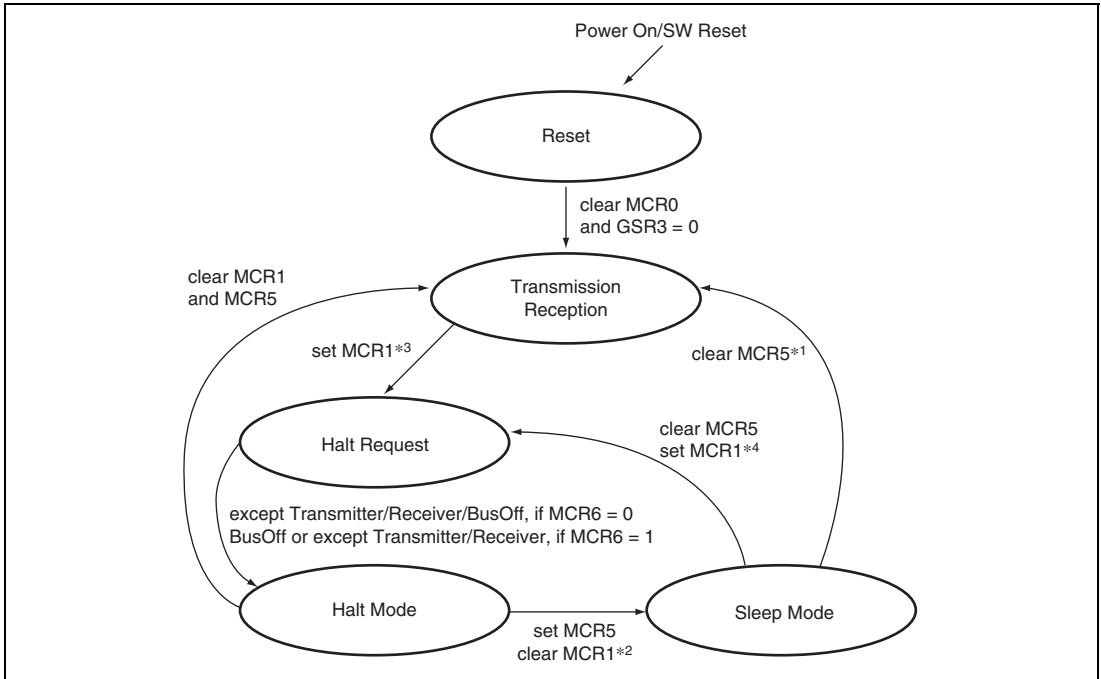 Power On/SW Reset
Reset
clear MCR0
and GSR3 = 0
clear MCR1
and MCR5
Transmission
Reception
set MCR1*3
clear MCR5*1
Halt Request
clear MCR5
set MCR1*4
except Transmitter/Receiver/BusOff, if MCR6 = 0
BusOff or except Transmitter/Receiver, if MCR6 = 1
Halt Mode
Sleep Mode
set MCR5
clear MCR1*2